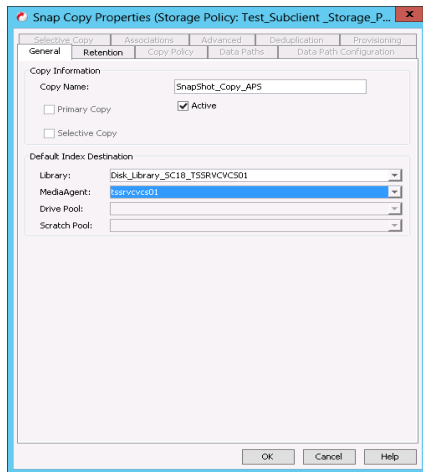 Snap Copy Properties (Storage Policy: Test_Subclient _Storage_P... X
Selective Copy Associations Advanced Deduplication Provisioning
General Retention Copy Policy Data Paths Data Path Configuration
Copy Information
Copy Name: SnapShot_Copy_APS
Primary Copy Active
Selective Copy
Default Index Destination
Library: Disk_Library_SC18_TSSRVCVCS01
MediaAgent: tssrvcvcs01
Drive Pool:
Scratch Pool:
OK Cancel Help